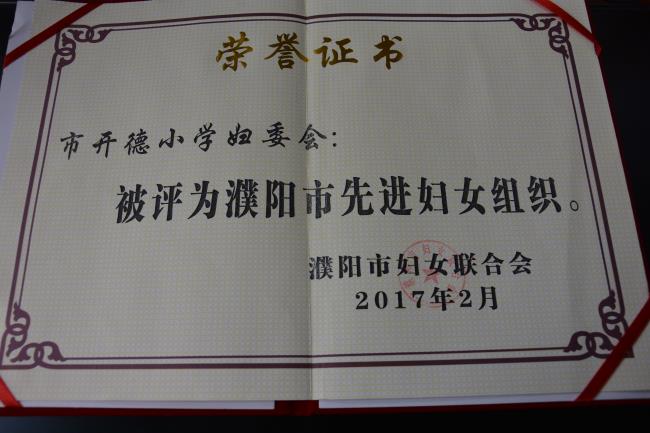 荣誉证书
市开德小学妇委会：
被评为濮阳市先进妇女组织。
濮阳市妇女联合会
2017年2月